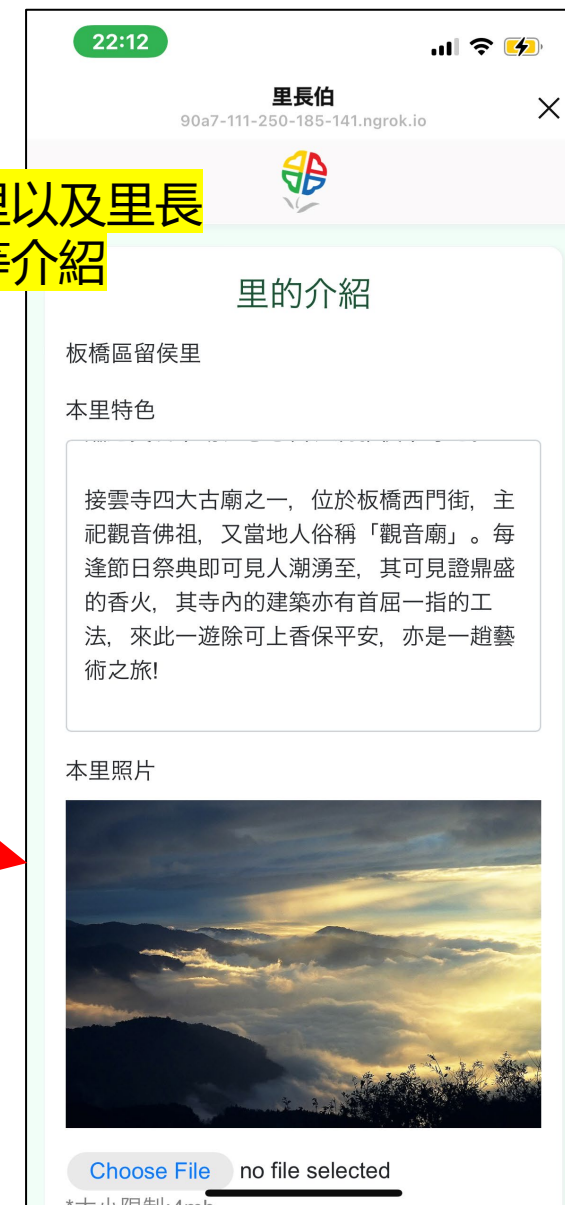 22:12
里長伯
90a7-111-250-185-141.ngrok.io
里以及里長
等介紹
里的介紹
板橋區留侯里
本里特色
接雲寺四大古廟之一，位於板橋西門街，主
祀觀音佛祖，又當地人俗稱「觀音廟」。每
逢節日祭典即可見人潮湧至，其可見證鼎盛
的香火，其寺內的建築亦有首屈一指的工
法，來此一遊除可上香保平安，亦是一趟藝
術之旅!
本里照片
Choose File no file selected